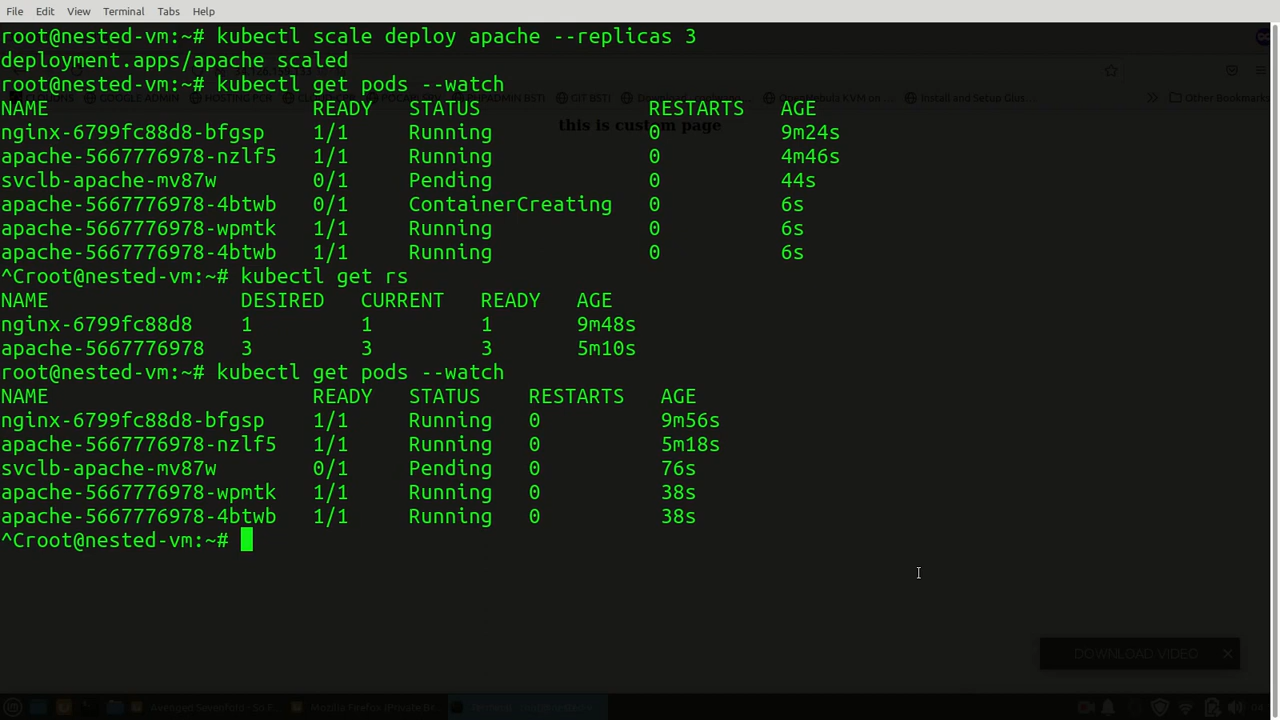 File Edit View Terminal Tabs Help
root@nested-vm:~# kubectl scale deploy apache --replicas 3
deployment.apps/apache scaled
root@nested-vm:~# kubectl get pods --watch
NAME READY STATUS RESTARTS AGE
nginx-6799fc88d8-bfgsp 1/1 Running 0 9m24s
this is custom page
apache-5667776978-nzlf5 1/1 Running 0 4m46s
svclb-apache-mv87w 0/1 Pending 0 44s
apache-5667776978-4btwb 0/1 ContainerCreating 0 6s
apache-5667776978-wpmtk 1/1 Running 0 6s
apache-5667776978-4btwb 1/1 Running 0 6s
^Croot@nested-vm:~# kubectl get rs
NAME DESIRED CURRENT READY AGE
nginx-6799fc88d8 1 1 1 9m48s
apache-5667776978 3 3 3 5m10s
root@nested-vm:~# kubectl get pods --watch
NAME READY STATUS RESTARTS AGE
nginx-6799fc88d8-bfgsp 1/1 Running 0 9m56s
apache-5667776978-nzlf5 1/1 Running 0 5m18s
svclb-apache-mv87w 0/1 Pending 0 76s
apache-5667776978-wpmtk 1/1 Running 0 38s
apache-5667776978-4btwb 1/1 Running 0 38s
^Croot@nested-vm:~#
DOWNLOAD VIDEO